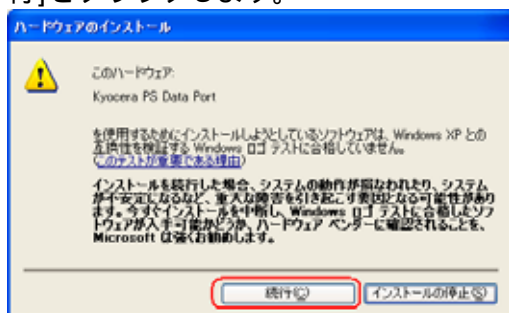 行]をクリックします。
ハードウェアのインストール
このハードウェア:
Kyocera PS Data Port
を使用するためにインストールしようとしているソフトウェアは、Windows XP との
互換性を検証する Windows ロゴ テストに合格していません。
(このテストが重要である理由)
インストールを続行した場合、システムの動作が損なわれたり、システム
が不安定になるなど、重大な障害を引き起こす要因となる可能性があり
ます。今すぐインストールを中断し、Windows ロゴ テストに合格したソフ
トウェアが入手可能かどうか、ハードウェア ベンダーに確認されることを、
Microsoft は強くお勧めします。
続行(C)
インストールの停止(S)